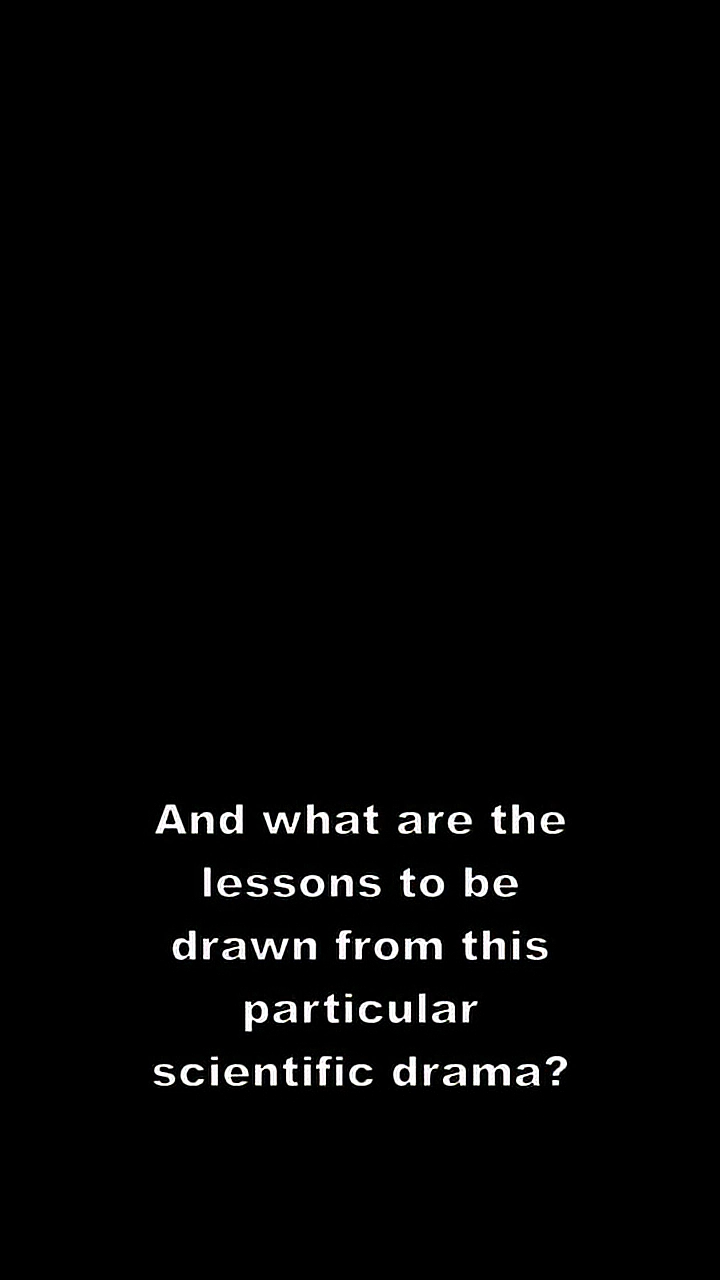 And what are the
lessons to be
drawn from this
particular
scientific drama?